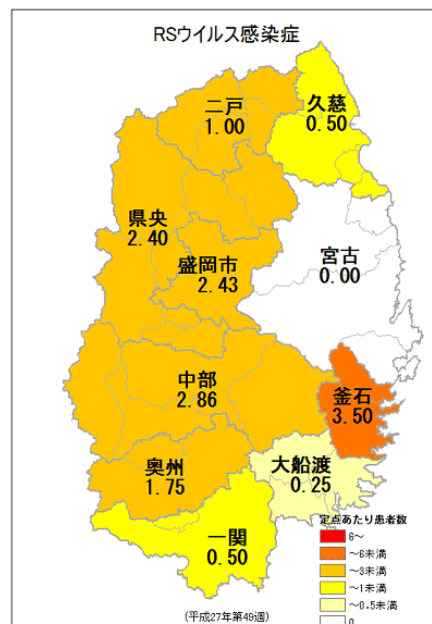 RSウイルス感染症
二戸
1.00
久慈
0.50
県央
2.40
盛岡市
2.43
宮古
0.00
中部
2.86
釜石
3.50
奥州
1.75
大船渡
0.25
一関
0.50
定点あたり患者数
6～
～6未満
～3未満
～1未満
～0.5未満
0
(平成27年第49週)